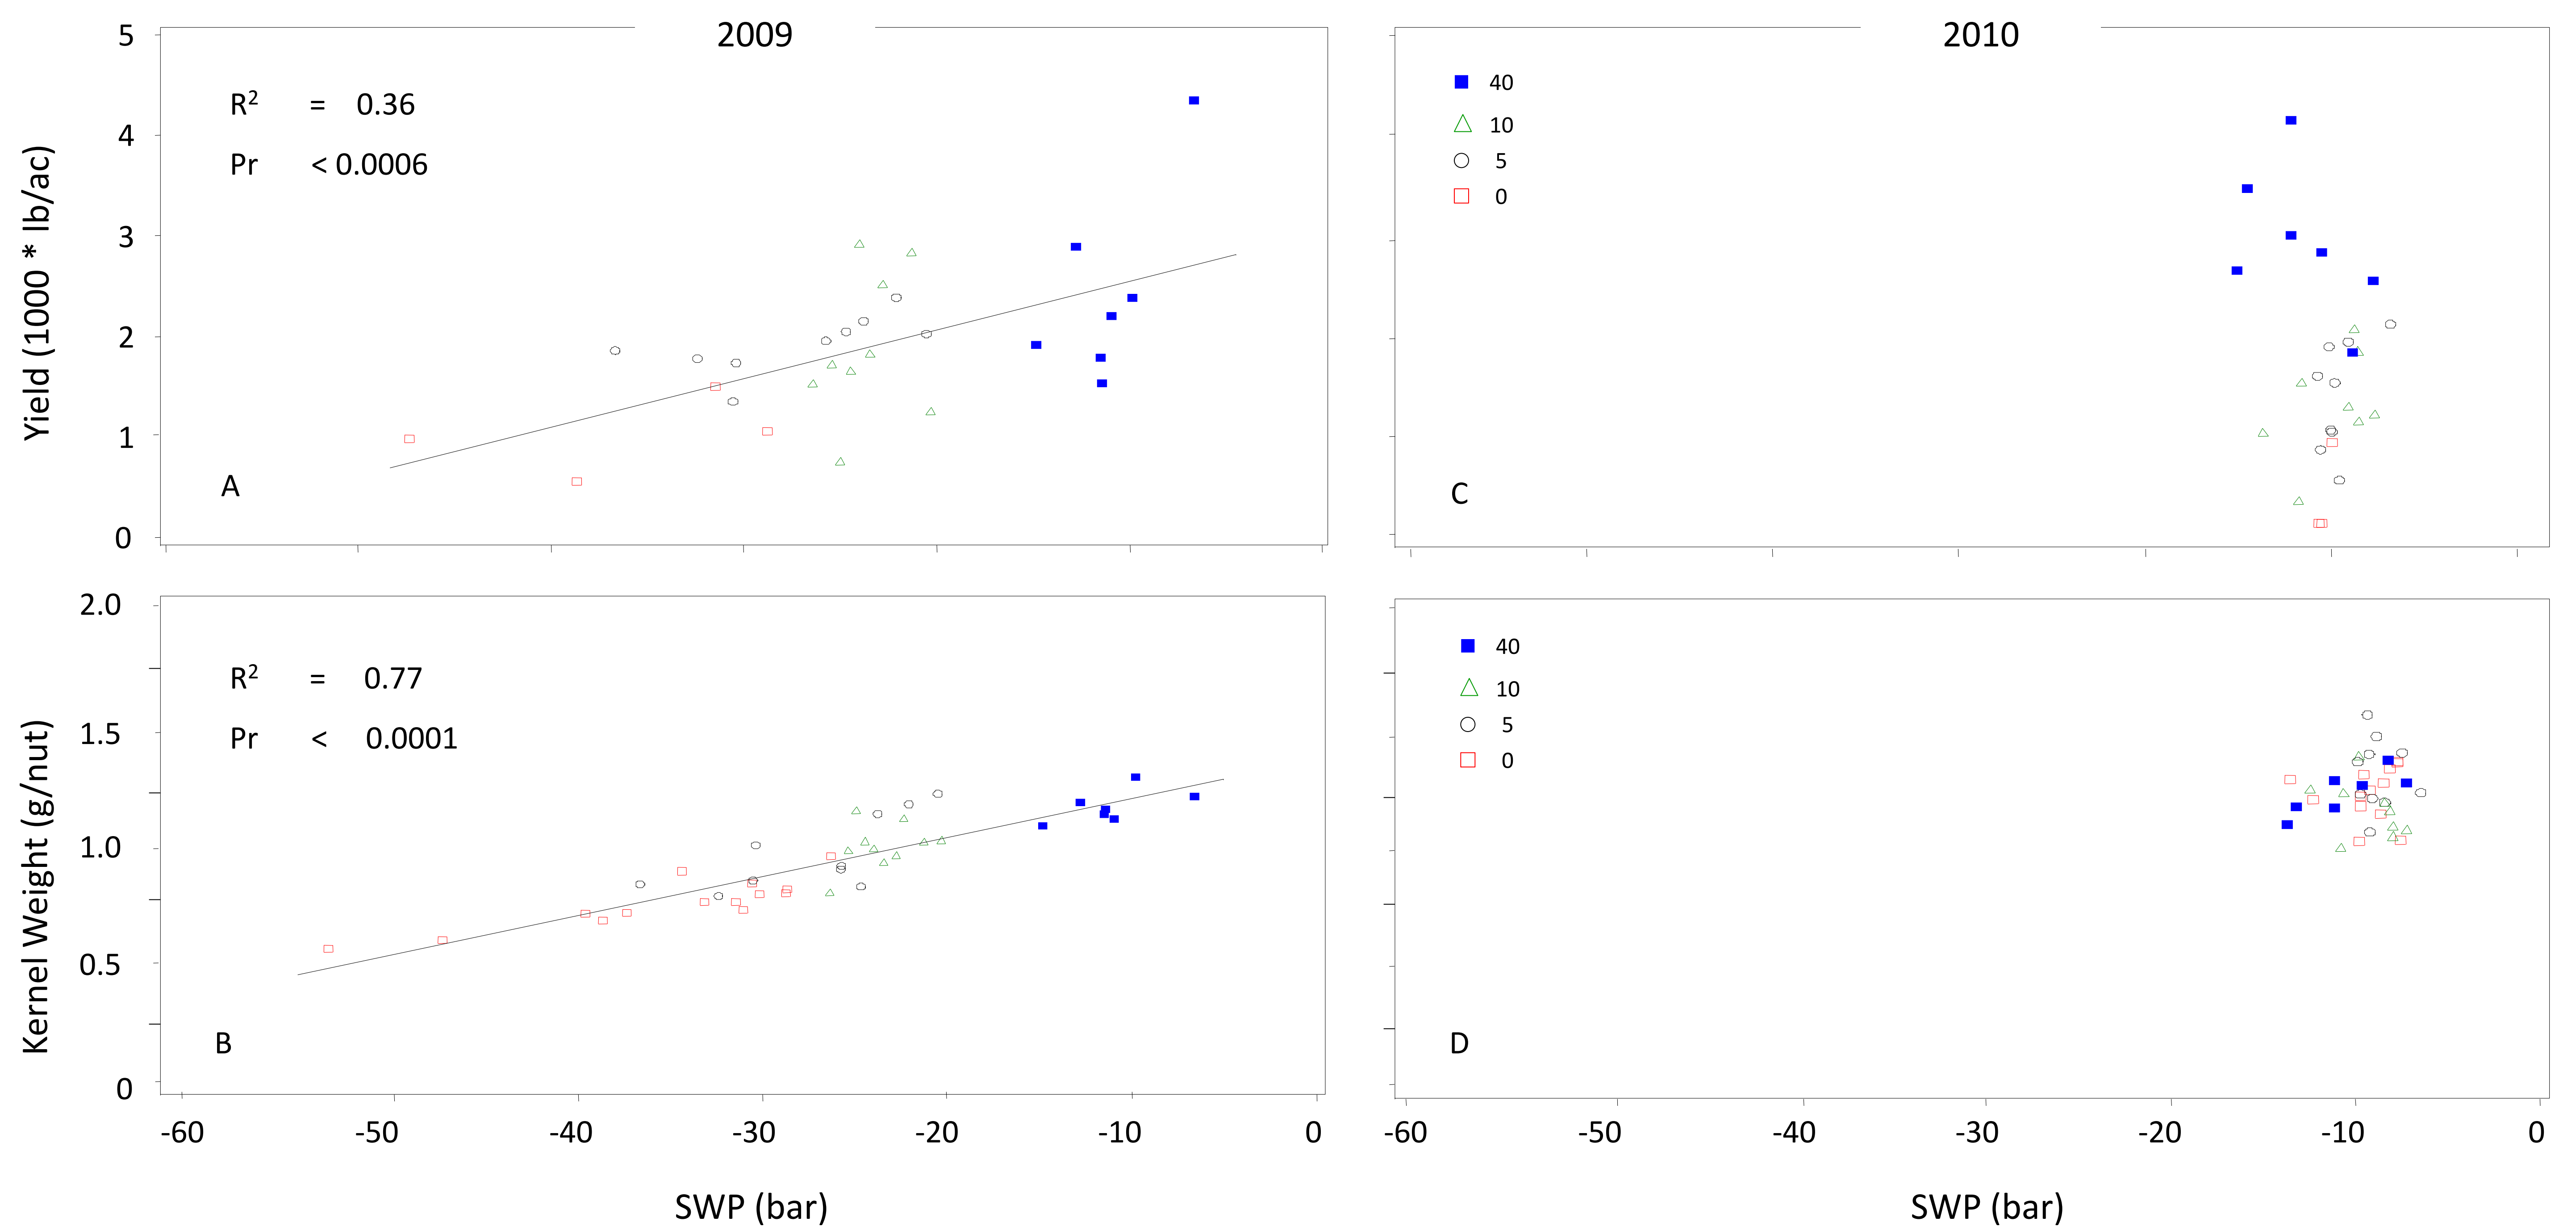 2009
5
4
3
2
1
0
Yield (1000 * lb/ac)
R² = 0.36
Pr < 0.0006
A
2010
40
10
5
0
C
2.0
1.5
1.0
0.5
0
Kernel Weight (g/nut)
R² = 0.77
Pr < 0.0001
B
-60 -50 -40 -30 -20 -10 0
SWP (bar)
40
10
5
0
D
-60 -50 -40 -30 -20 -10 0
SWP (bar)